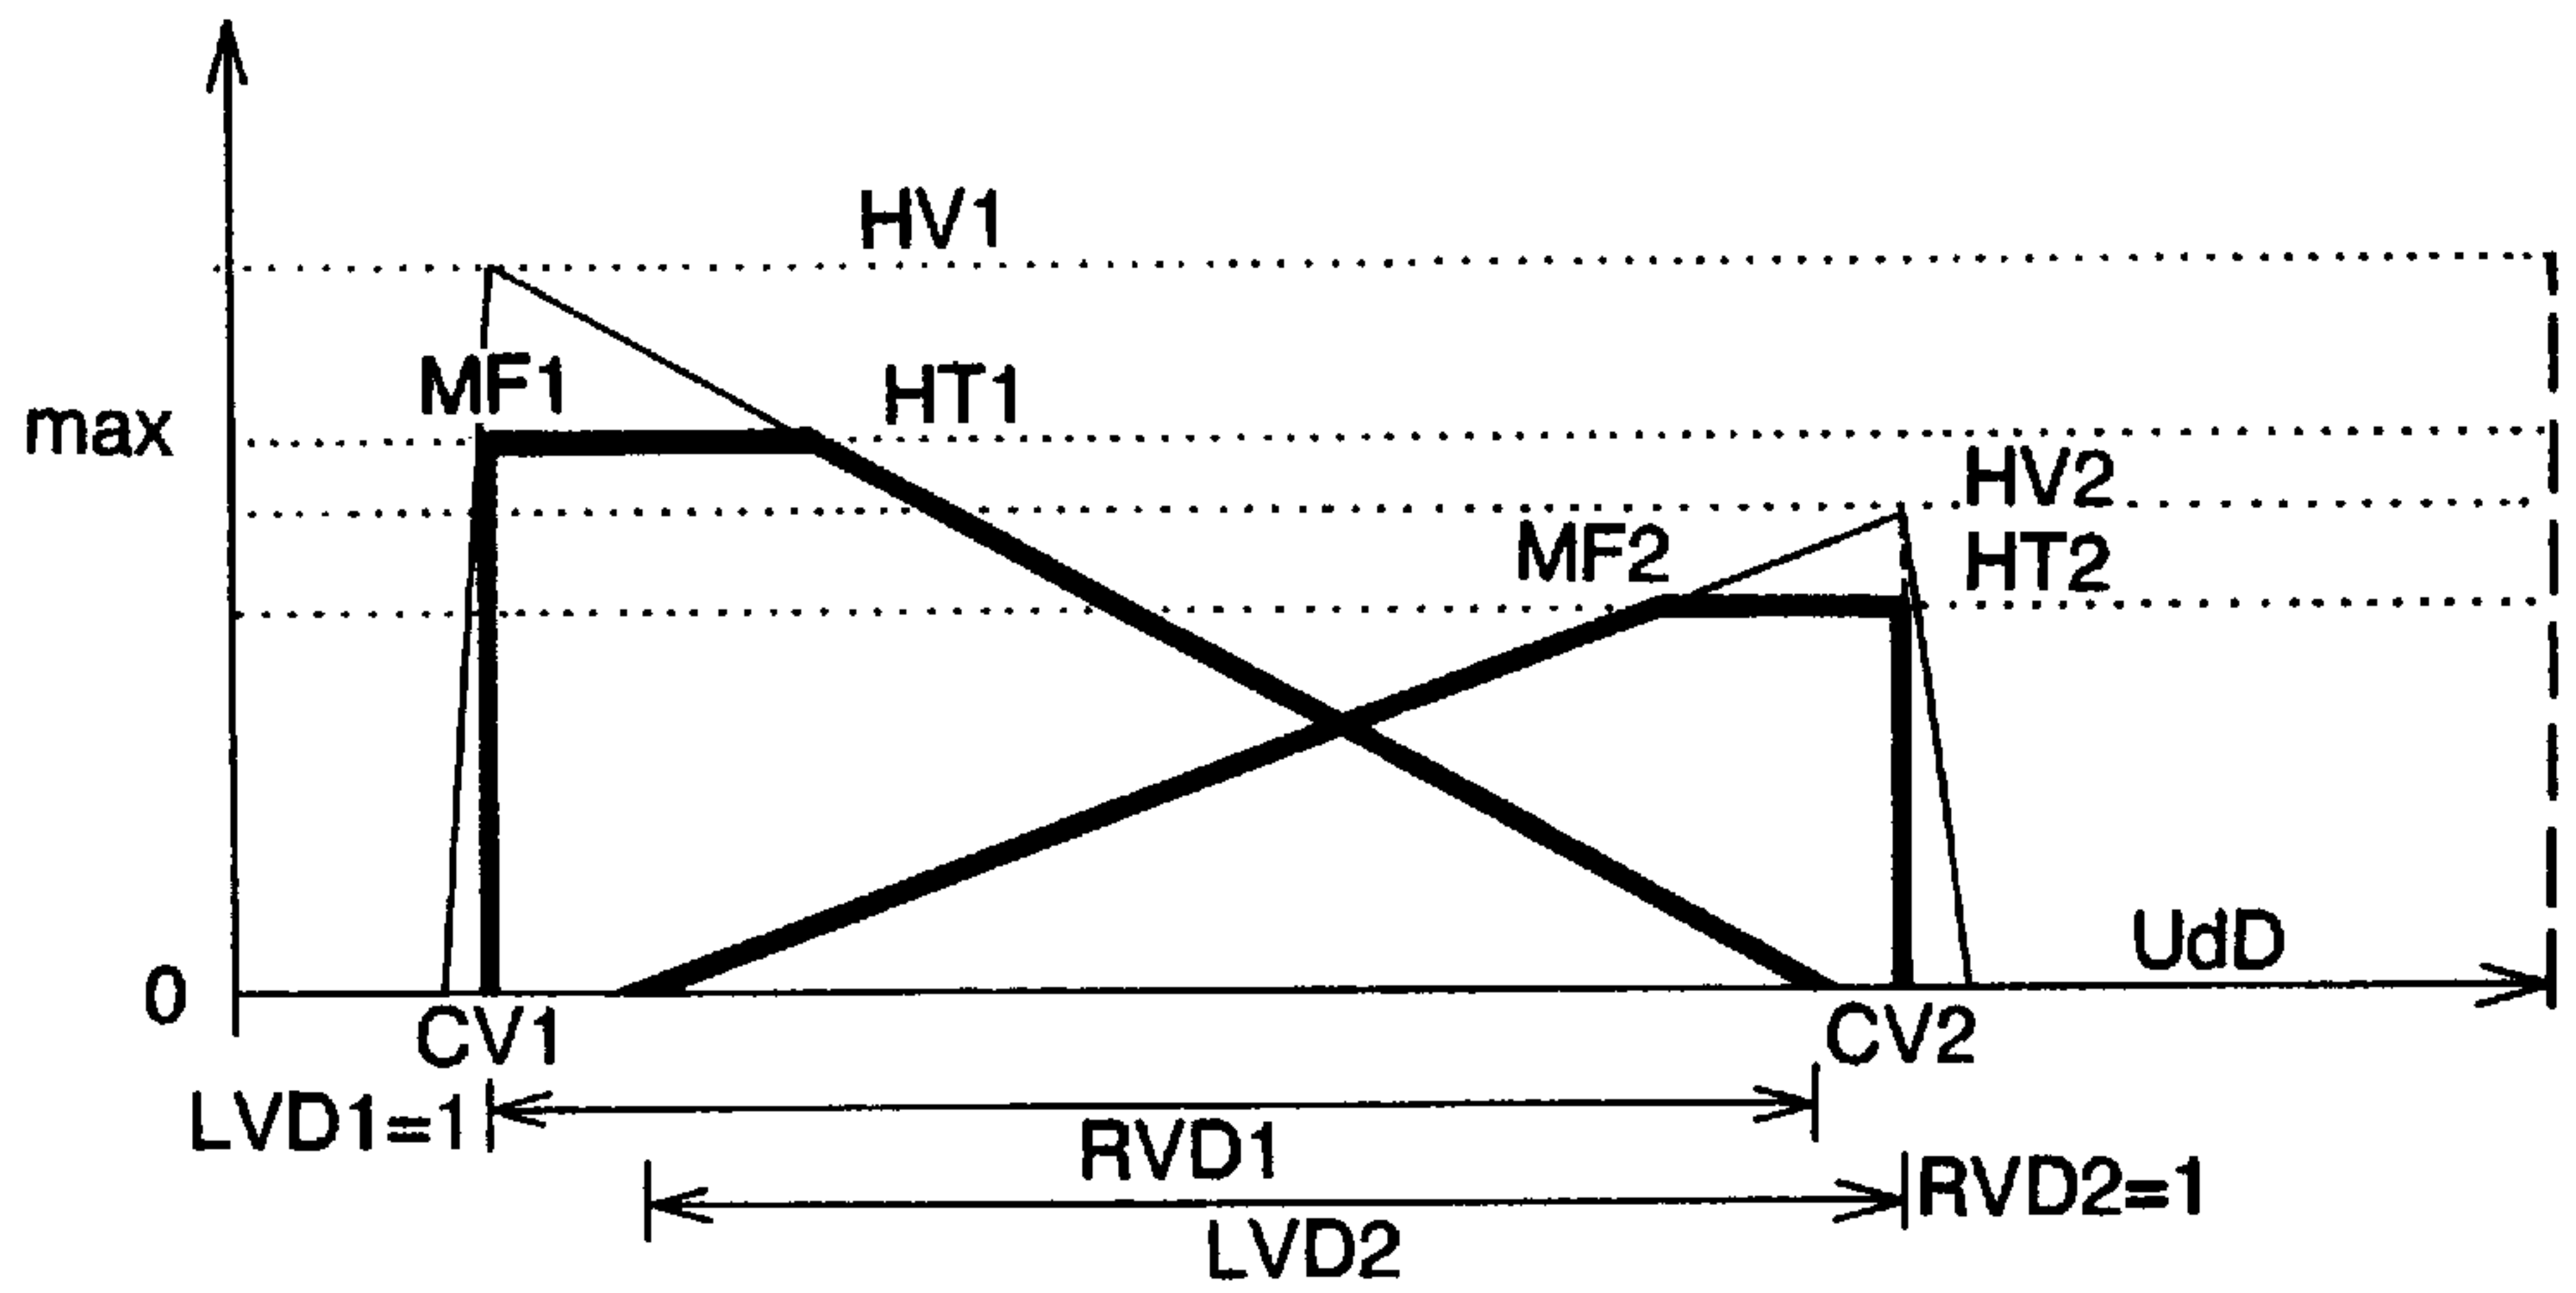 HV1
MF1
HT1
max
HV2
MF2
HT2
UdD
0
CV1
CV2
LVD1=1
RVD1
RVD2=1
LVD2